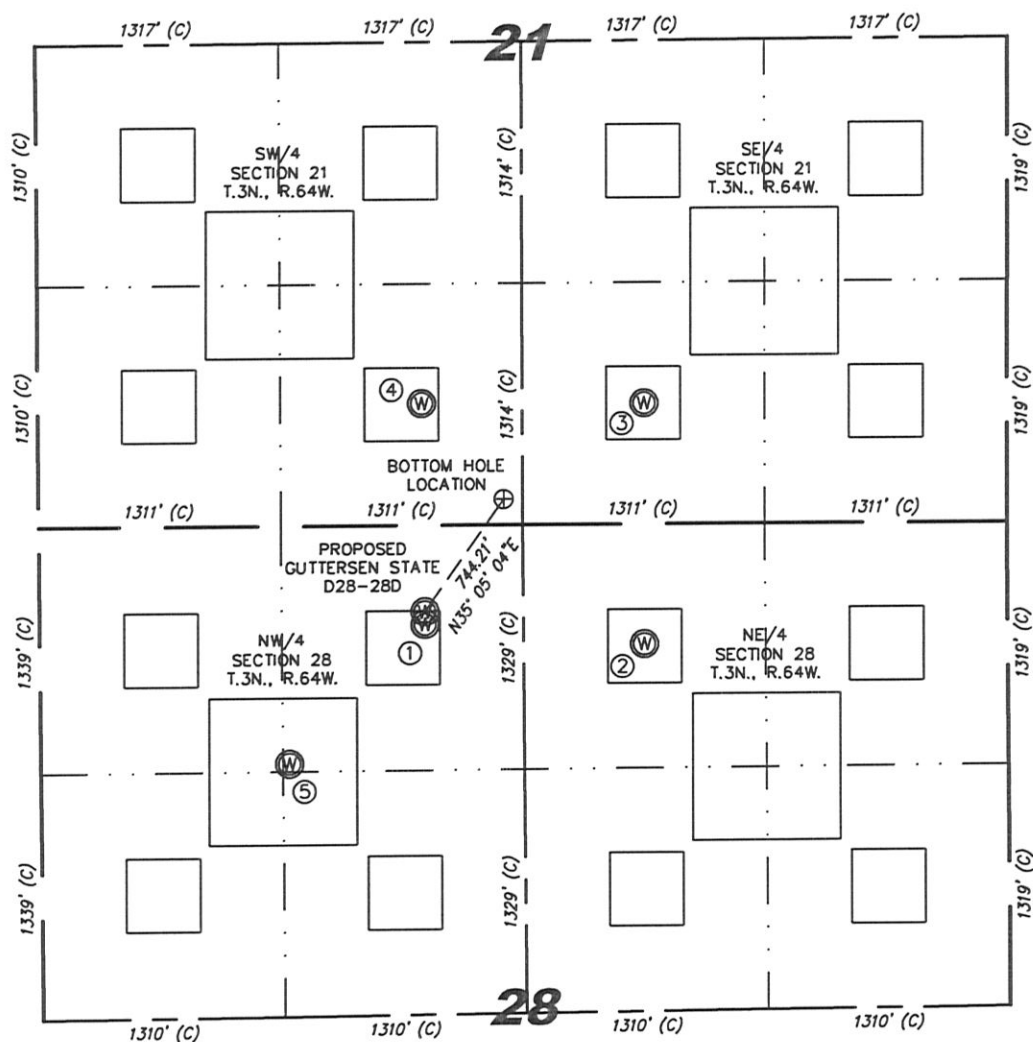 1317' (C)
1317' (C)
21
1317' (C)
1317' (C)
1310' (C)
1314' (C)
1319' (C)
SW/4
SECTION 21
T.3N., R.64W.
SE/4
SECTION 21
T.3N., R.64W.
1310' (C)
1314' (C)
1319' (C)
4
W
3
W
BOTTOM HOLE
LOCATION
1311' (C)
1311' (C)
1311' (C)
1311' (C)
PROPOSED
GUTTERSEN STATE
D28-28D
744.21'
N35° 05' 04"E
W
W
1
W
2
1339' (C)
1329' (C)
1319' (C)
NW/4
SECTION 28
T.3N., R.64W.
NE/4
SECTION 28
T.3N., R.64W.
W
5
1339' (C)
1329' (C)
1319' (C)
1310' (C)
1310' (C)
28
1310' (C)
1310' (C)